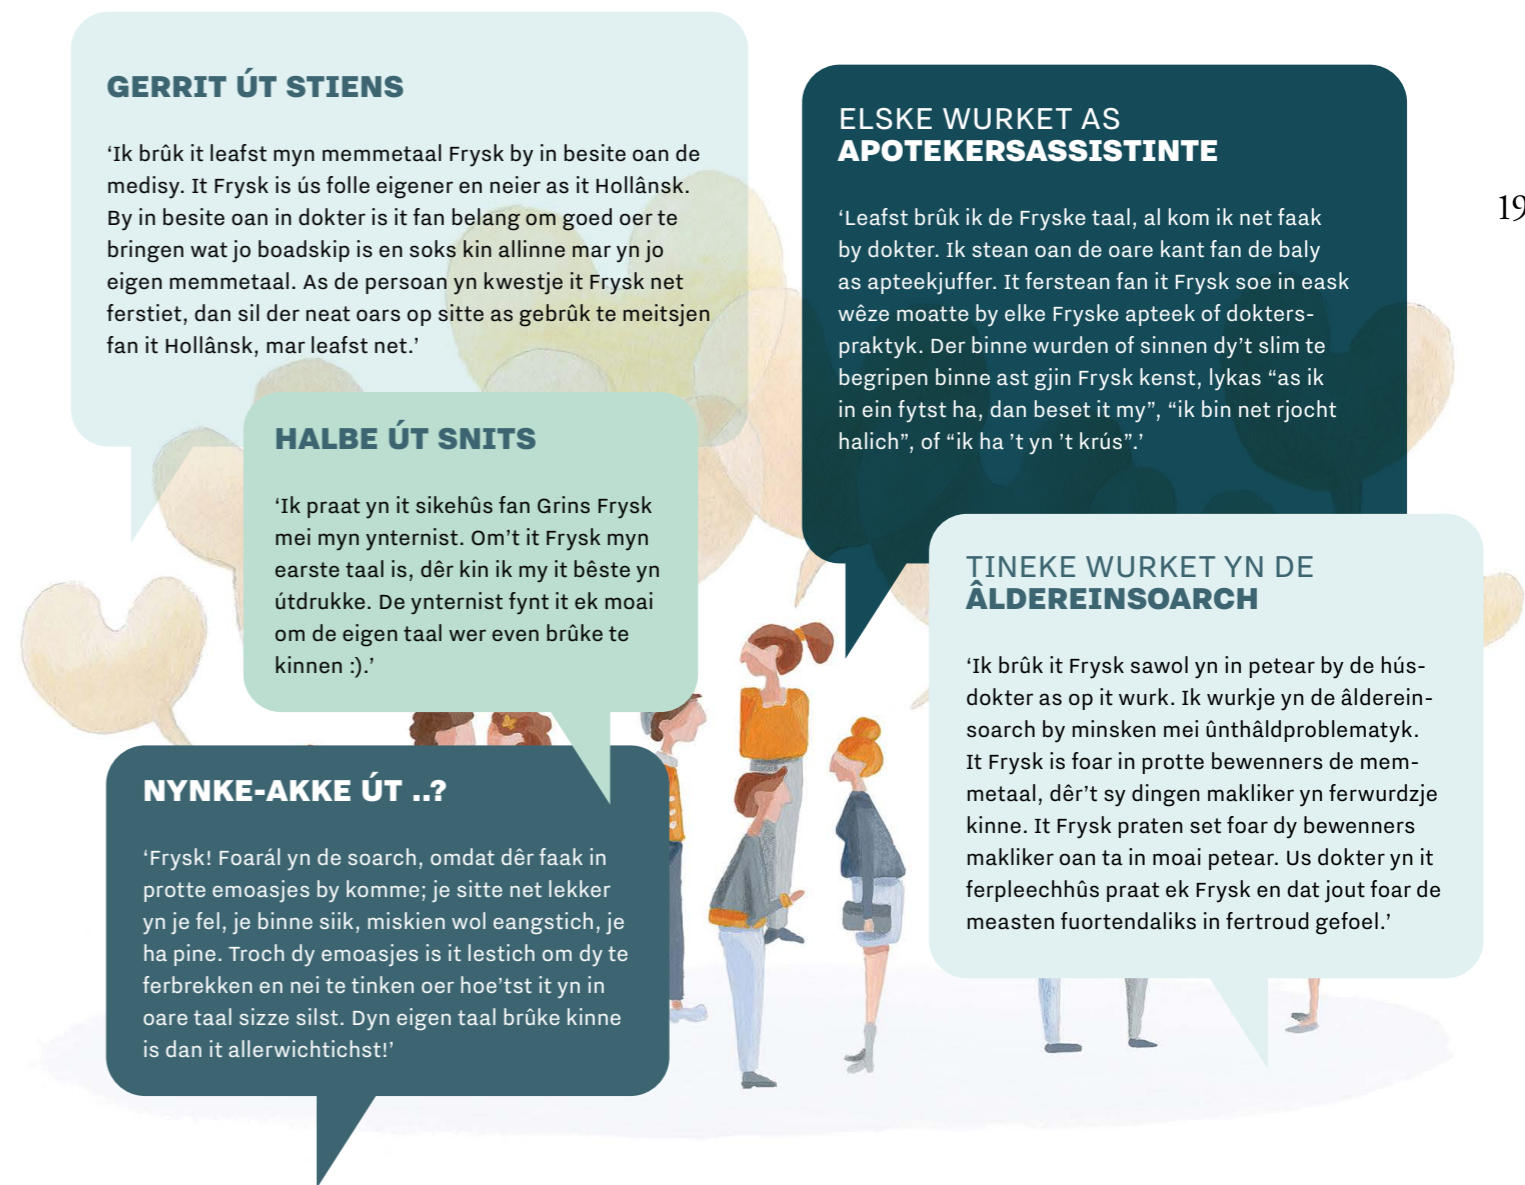 GERRIT ÚT STIENS
‘Ik brûk it leafst myn memmetaal Frysk by in besite oan de
medisy. It Frysk is ús folle eigener en neier as it Hollânsk.
By in besite oan in dokter is it fan belang om goed oer te
bringen wat jo boadskip is en soks kin allinne mar yn jo
eigen memmetaal. As de persoan yn kwestje it Frysk net
ferstiet, dan sil der neat oars op sitte as gebrûk te meitsjen
fan it Hollânsk, mar leafst net.’
HALBE ÚT SNITS
‘Ik praat yn it sikehûs fan Grins Frysk
mei myn ynternist. Om’t it Frysk myn
earste taal is, dêr kin ik my it bêste yn
útdrukke. De ynternist fynt it ek moai
om de eigen taal wer even brûke te
kinnen :).’
NYNKE-AKKE ÚT ..?
‘Frysk! Foarál yn de soarch, omdat dêr faak in
protte emoasjes by komme; je sitte net lekker
yn je fel, je binne siik, miskien wol eangstich, je
ha pine. Troch dy emoasjes is it lestich om dy te
ferbrekken en nei te tinken oer hoe’tst it yn in
oare taal sizze silst. Dyn eigen taal brûke kinne
is dan it allerwichtichst!’
ELSKE WURKET AS
APOTEKERSASSISTINTE
‘Leafst brûk ik de Fryske taal, al kom ik net faak
by dokter. Ik stean oan de oare kant fan de baly
as apteekjuffer. It ferstean fan it Frysk soe in eask
wêze moatte by elke Fryske apteek of dokters-
praktyk. Der binne wurden of sinnen dy’t slim te
begripen binne ast gjin Frysk kenst, lykas “as ik
in ein fytst ha, dan beset it my”, “ik bin net rjocht
halich”, of “ik ha ’t yn ’t krús”.’
TINEKE WURKET YN DE
ÂLDEREINSOARCH
‘Ik brûk it Frysk sawol yn in petear by de hús-
dokter as op it wurk. Ik wurkje yn de âlderein-
soarch by minsken mei ûnthâldproblematyk.
It Frysk is foar in protte bewenners de mem-
metaal, dêr’t sy dingen makliker yn ferwurdzje
kinne. It Frysk praten set foar dy bewenners
makliker oan ta in moai petear. Us dokter yn it
ferpleechhûs praat ek Frysk en dat jout foar de
measten fuortendaliks in fertroud gefoel.’
19